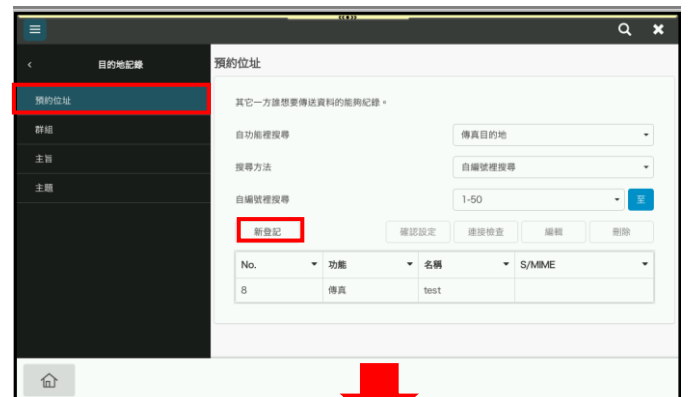 目的地記錄
預約位址
預約位址
群組
主旨
主題
其它一方誰想要傳送資料的能夠紀錄。
自功能裡搜尋 傳真目的地
搜尋方法 自編號裡搜尋
自編號裡搜尋 1-50 至
新登記 確認設定 連接檢查 編輯 刪除
No. 功能 名稱 S/MIME
8 傳真 test